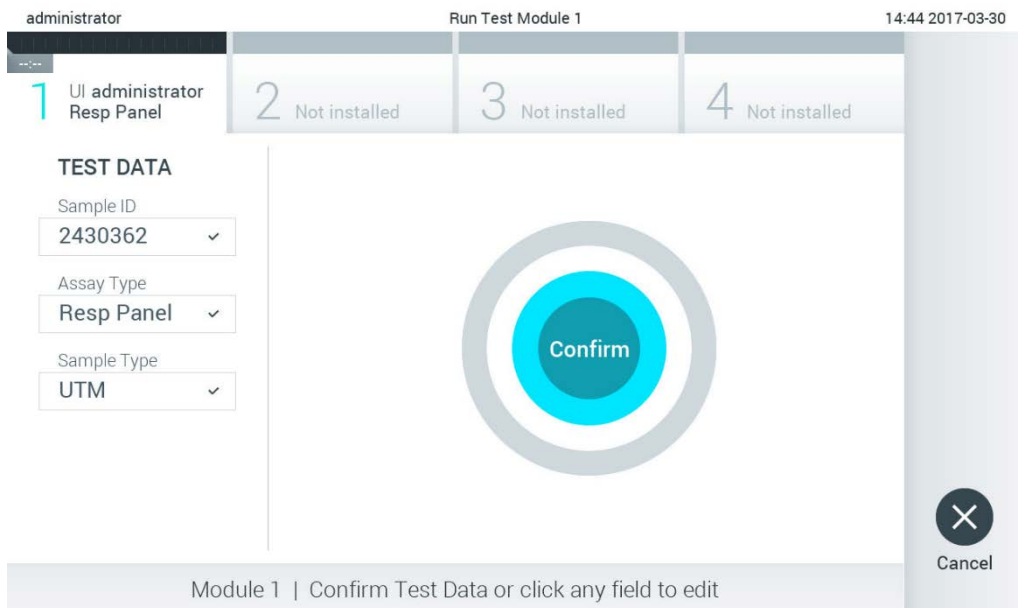 administrator
Run Test Module 1
14:44 2017-03-30
--:--
1
UI administrator
Resp Panel
2 Not installed
3 Not installed
4 Not installed
TEST DATA
Sample ID
2430362
Assay Type
Resp Panel
Sample Type
UTM
Confirm
Cancel
Module 1 | Confirm Test Data or click any field to edit